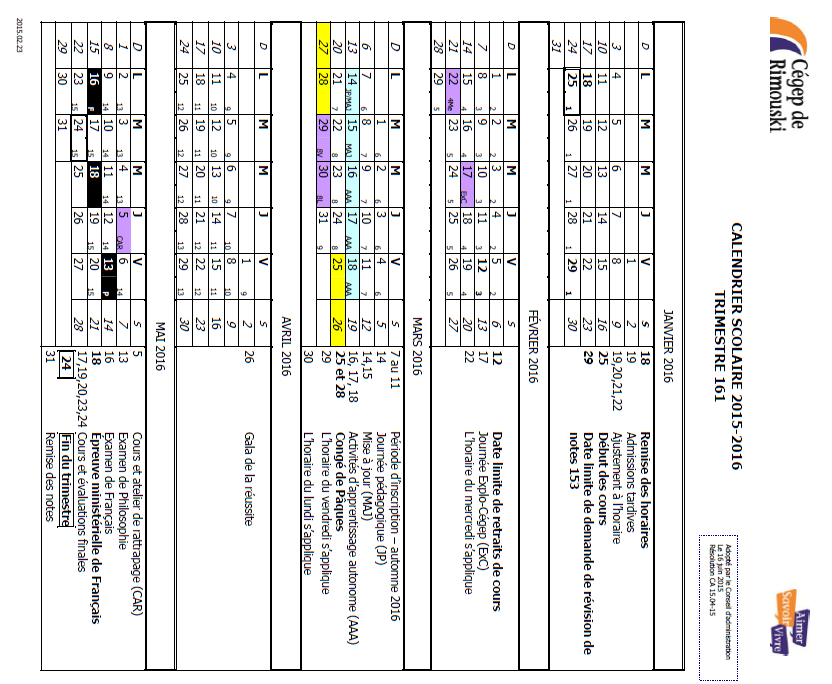 Cégep de
Rimouski
CALENDRIER SCOLAIRE 2015-2016
TRIMESTRE 161
Aimer
Savoir
Vivre
Adopté par le Conseil d'administration
Le 16 juin 2015
Résolution CA 15.04-15
JANVIER 2016
D L M M J V S
1 2
3 4 5 6 7 8 9
10 11 12 13 14 15 16
17 18 19 20 21 22 23
24 25 1 26 1 27 1 28 1 29 1 30
31
18 Remise des horaires
19 Admissions tardives
19,20,21,22 Ajustement à l'horaire
25 Début des cours
29 Date limite de demande de révision de
notes 153
FÉVRIER 2016
D L M M J V S
1 2 2 2 3 2 4 2 5 2 6
7 8 3 9 3 10 3 11 3 12 3 13
14 15 4 16 4 17 ExC 18 4 19 4 20
21 22 4Me 23 5 24 5 25 5 26 5 27
28 29 5
12 Date limite de retraits de cours
17 Journée Explo-Cégep (ExC)
22 L'horaire du mercredi s'applique
MARS 2016
D L M M J V S
1 6 2 6 3 6 4 6 5
6 7 6 8 7 9 7 10 7 11 7 12
13 14 JP/MAJ 15 MAJ 16 AAA 17 AAA 18 AAA 19
20 21 7 22 8 23 8 24 8 25 26
27 28 29 BV 30 BL 31 9
7 au 11 Période d'inscription – automne 2016
14 Journée pédagogique (JP)
14,15 Mise à jour (MAJ)
16, 17, 18 Activités d'apprentissage autonome (AAA)
25 et 28 Congé de Pâques
29 L'horaire du vendredi s'applique
30 L'horaire du lundi s'applique
AVRIL 2016
D L M M J V S
1 9 2
3 4 9 5 9 6 9 7 10 8 10 9
10 11 10 12 10 13 10 14 11 15 11 16
17 18 11 19 11 20 11 21 12 22 12 23
24 25 12 26 12 27 12 28 13 29 13 30
26 Gala de la réussite
MAI 2016
D L M M J V S
1 2 13 3 13 4 13 5 CAR 6 14 7
8 9 14 10 14 11 14 12 14 13 P 14
15 16 F 17 15 18 19 15 20 15 21
22 23 15 24 15 25 26 27 28
29 30 31
5 Cours et atelier de rattrapage (CAR)
13 Examen de Philosophie
16 Examen de Français
18 Épreuve ministérielle de Français
17,19,20,23,24 Cours et évaluations finales
24 Fin du trimestre
31 Remise des notes
2015.02.23